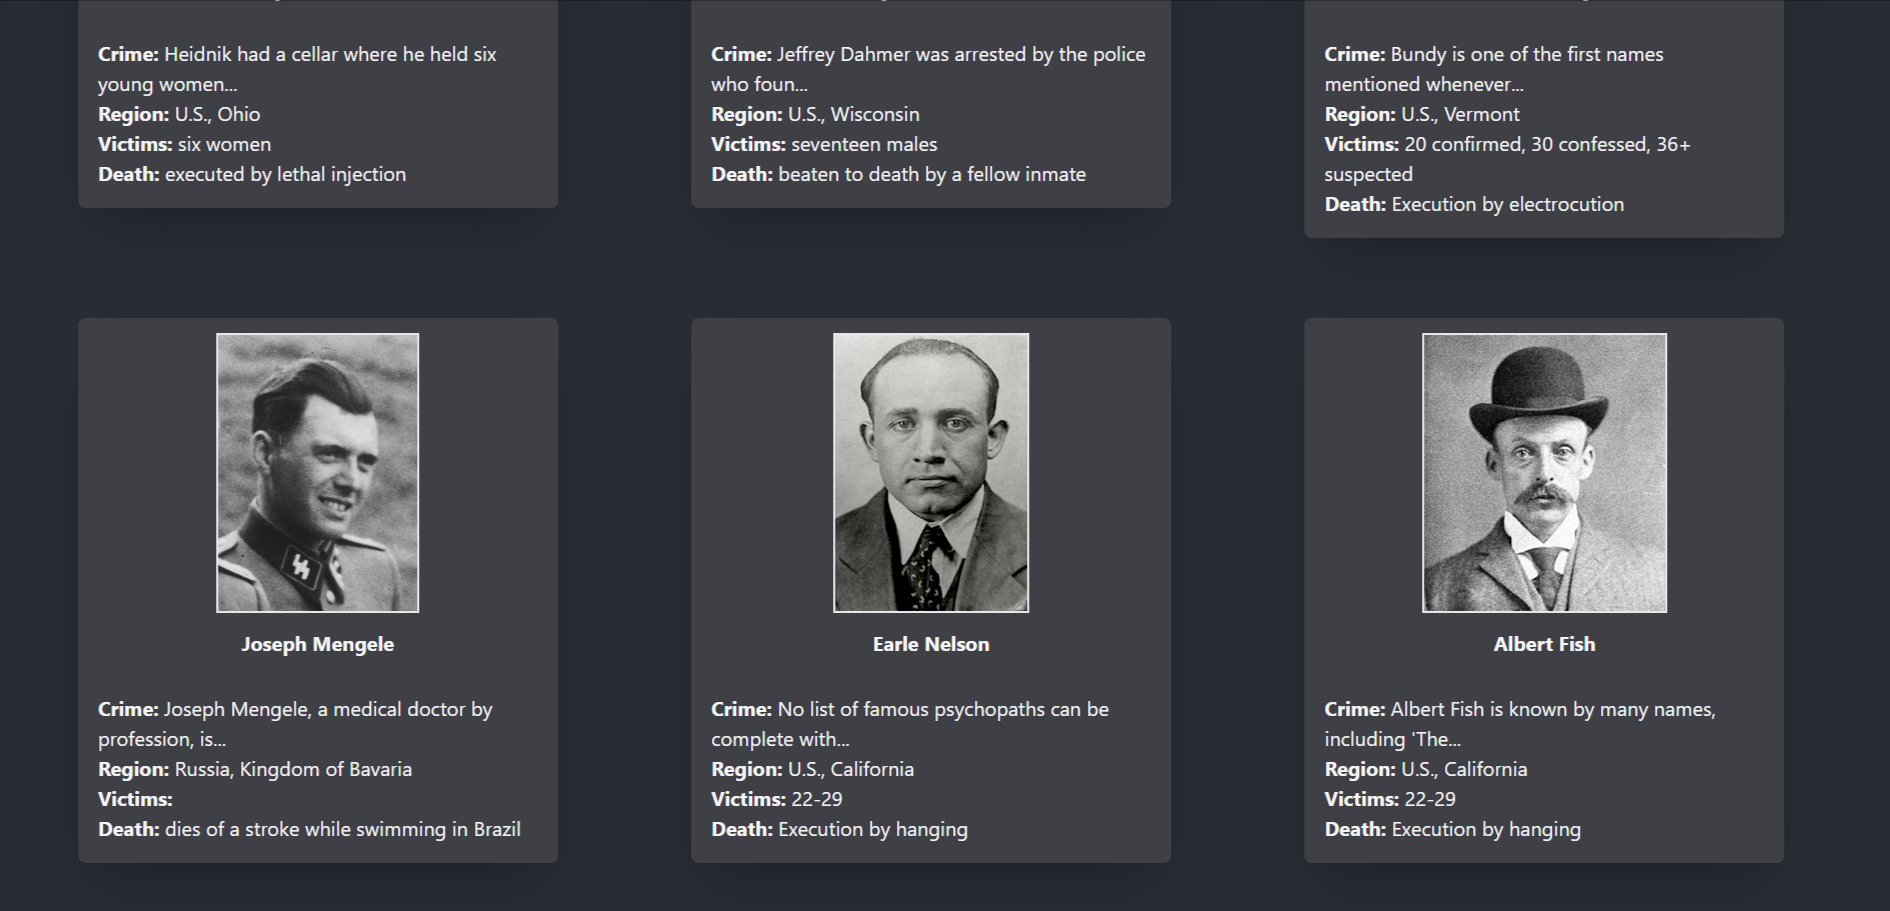 Crime: Heidnik had a cellar where he held six
young women...
Region: U.S., Ohio
Victims: six women
Death: executed by lethal injection
Crime: Jeffrey Dahmer was arrested by the police
who foun...
Region: U.S., Wisconsin
Victims: seventeen males
Death: beaten to death by a fellow inmate
Crime: Bundy is one of the first names
mentioned whenever...
Region: U.S., Vermont
Victims: 20 confirmed, 30 confessed, 36+
suspected
Death: Execution by electrocution
Joseph Mengele
Crime: Joseph Mengele, a medical doctor by
profession, is...
Region: Russia, Kingdom of Bavaria
Victims:
Death: dies of a stroke while swimming in Brazil
Earle Nelson
Crime: No list of famous psychopaths can be
complete with...
Region: U.S., California
Victims: 22-29
Death: Execution by hanging
Albert Fish
Crime: Albert Fish is known by many names,
including 'The...
Region: U.S., California
Victims: 22-29
Death: Execution by hanging